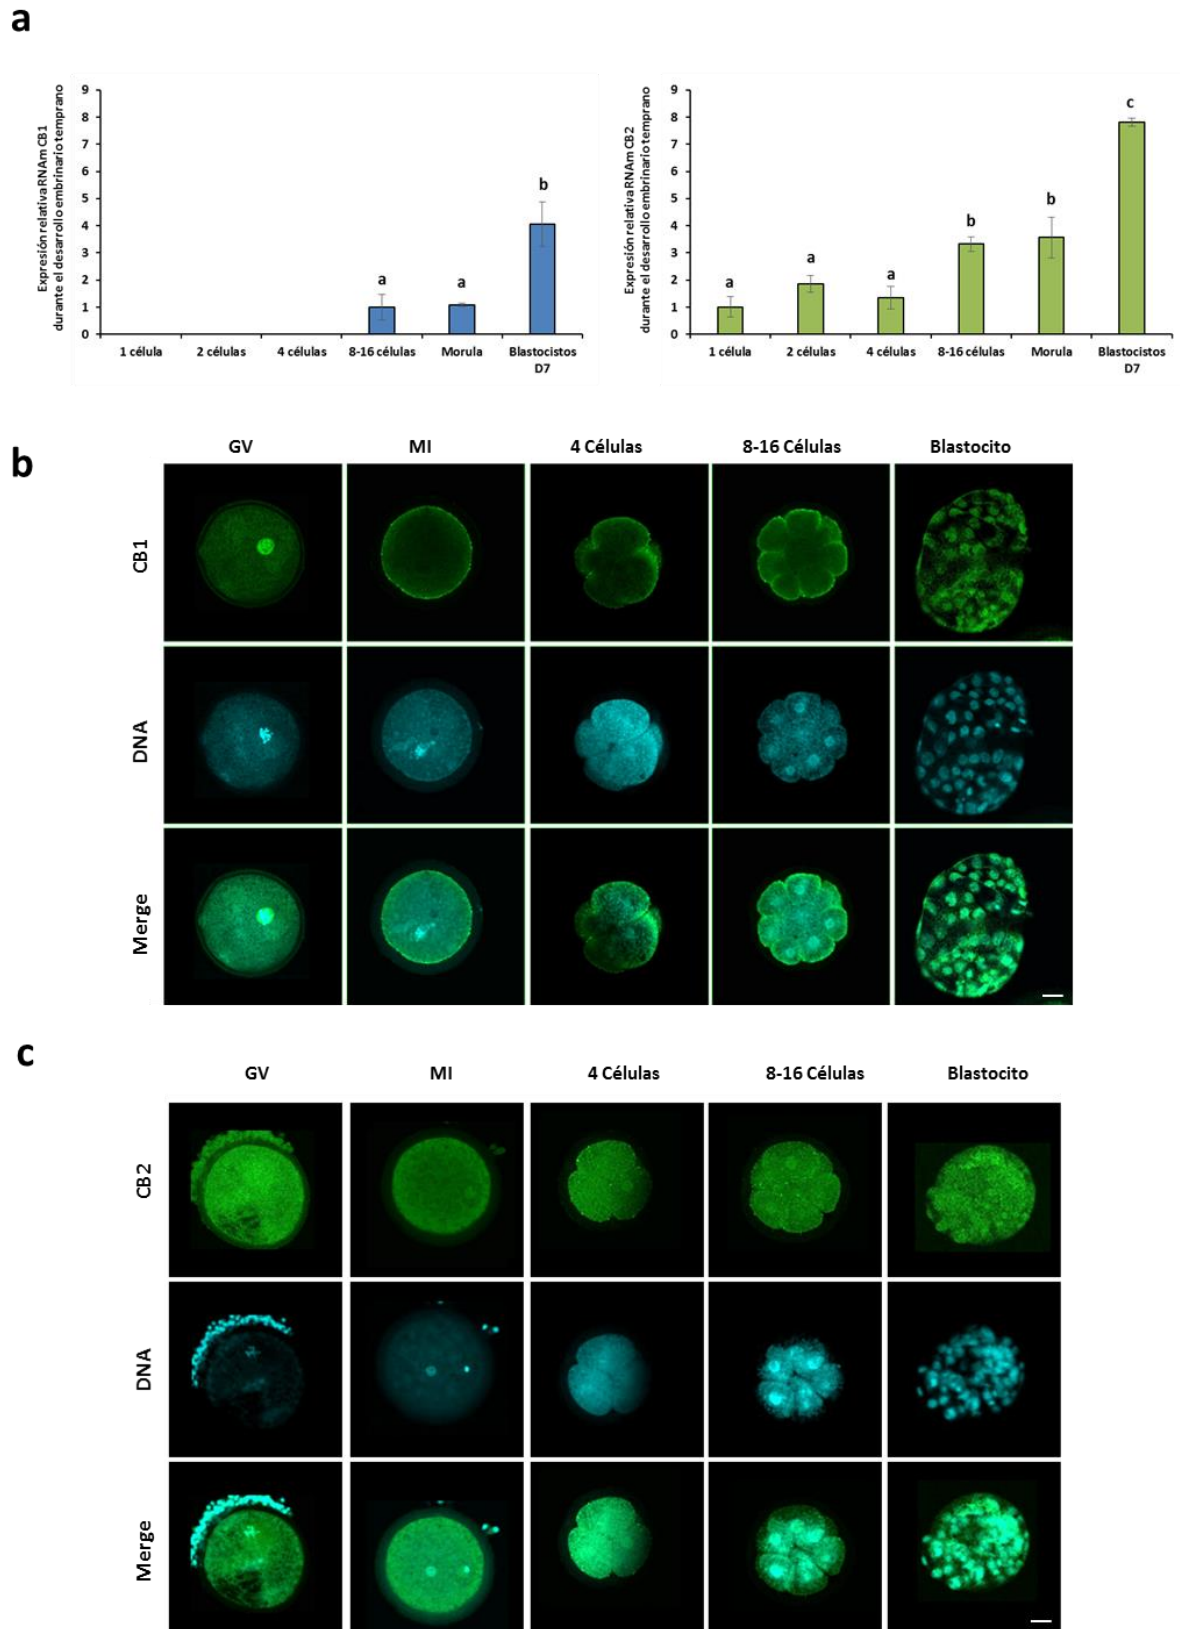 a
Expresión relativa RNAm CB1
durante el desarrollo embrinario temprano
9
8
7
6
5
4
3
2
1
0
a
a
b
1 célula
2 células
4 células
8-16 células
Morula
Blastocistos
D7
Expresión relativa RNAm CB2
durante el desarrollo embrinario temprano
9
8
7
6
5
4
3
2
1
0
a
a
a
b
b
c
1 célula
2 células
4 células
8-16 células
Morula
Blastocistos
D7
b
GV
MI
4 Células
8-16 Células
Blastocito
CB1
DNA
Merge
c
GV
MI
4 Células
8-16 Células
Blastocito
CB2
DNA
Merge